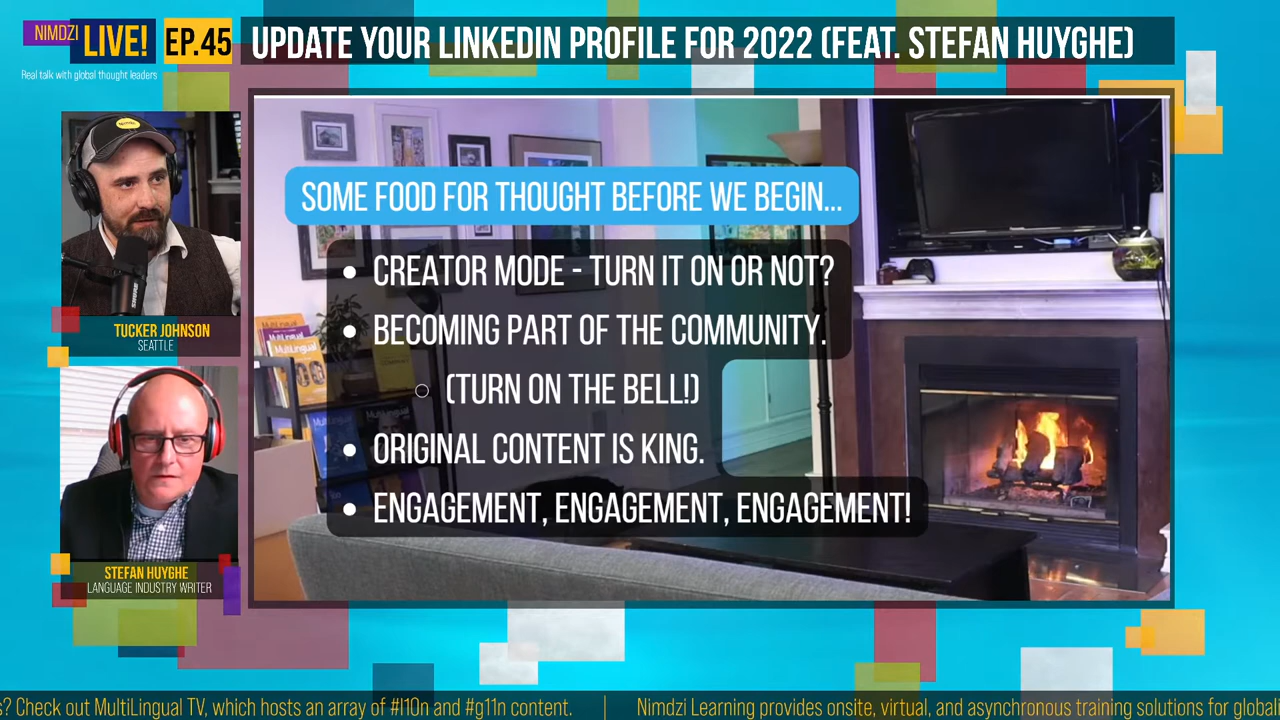 NIMDZI LIVE!
Real talk with global thought leaders
EP.45
UPDATE YOUR LINKEDIN PROFILE FOR 2022 (FEAT. STEFAN HUYGHE)
TUCKER JOHNSON
SEATTLE
STEFAN HUYGHE
LANGUAGE INDUSTRY WRITER
SOME FOOD FOR THOUGHT BEFORE WE BEGIN...
• CREATOR MODE - TURN IT ON OR NOT?
• BECOMING PART OF THE COMMUNITY.
○ (TURN ON THE BELL!)
• ORIGINAL CONTENT IS KING.
• ENGAGEMENT, ENGAGEMENT, ENGAGEMENT!
MultiLingual
MultiLingual
s? Check out MultiLingual TV, which hosts an array of #l10n and #g11n content. | Nimdzi Learning provides onsite, virtual, and asynchronous training solutions for globali